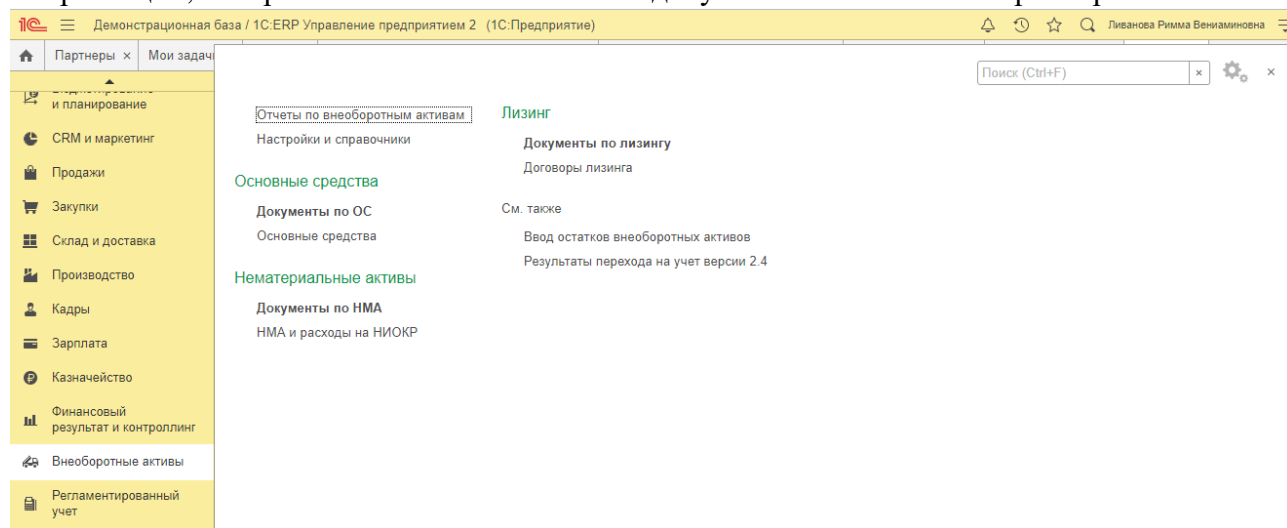 Демонстрационная база / 1С:ERP Управление предприятием 2 (1С:Предприятие)
Ливанова Римма Вениаминовна
Партнеры × Мои задачи
Поиск (Ctrl+F)
и планирование
CRM и маркетинг
Продажи
Закупки
Склад и доставка
Производство
Кадры
Зарплата
Казначейство
Финансовый
результат и контроллинг
Внеоборотные активы
Регламентированный
учет
Отчеты по внеоборотным активам
Настройки и справочники
Основные средства
Документы по ОС
Основные средства
Нематериальные активы
Документы по НМА
НМА и расходы на НИОКР
Лизинг
Документы по лизингу
Договоры лизинга
См. также
Ввод остатков внеоборотных активов
Результаты перехода на учет версии 2.4